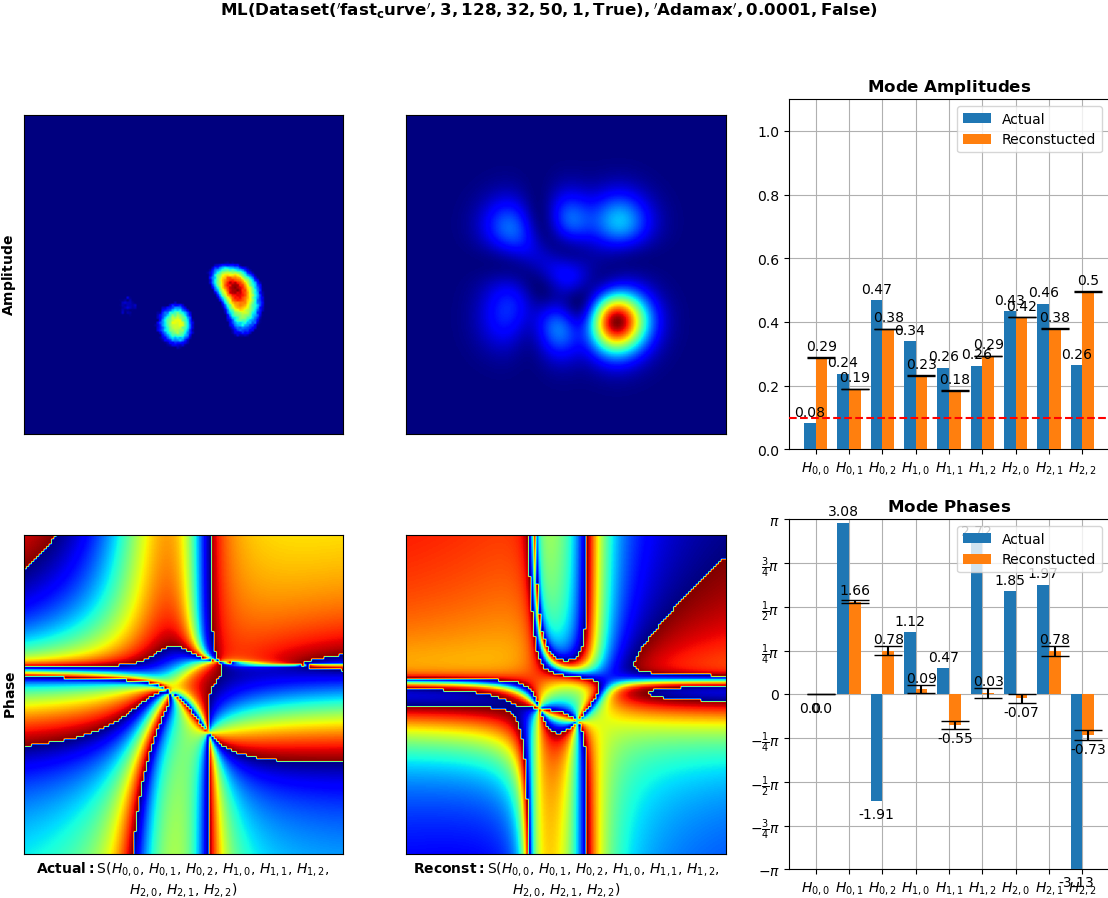 ML(Dataset('fast_curve', 3, 128, 32, 50, 1, True), 'Adamax', 0.0001, False)
Amplitude
Mode Amplitudes
Actual
Reconstucted
1.0
0.8
0.6
0.4
0.2
0.0
0.08 0.29 0.24 0.19 0.47 0.38 0.34 0.23 0.26 0.18 0.26 0.29 0.43 0.42 0.46 0.38 0.26 0.5
H0,0 H0,1 H0,2 H1,0 H1,1 H1,2 H2,0 H2,1 H2,2
Phase
Actual: S(H0,0, H0,1, H0,2, H1,0, H1,1, H1,2,
H2,0, H2,1, H2,2)
Reconst: S(H0,0, H0,1, H0,2, H1,0, H1,1, H1,2,
H2,0, H2,1, H2,2)
Mode Phases
Actual
Reconstucted
π
3/4π
1/2π
1/4π
0
−1/4π
−1/2π
−3/4π
−π
0.0 0.0 3.08 1.66 -1.91 0.78 1.12 0.09 0.47 -0.55 0.03 1.85 -0.07 1.97 0.78 -3.13 -0.73
H0,0 H0,1 H0,2 H1,0 H1,1 H1,2 H2,0 H2,1 H2,2